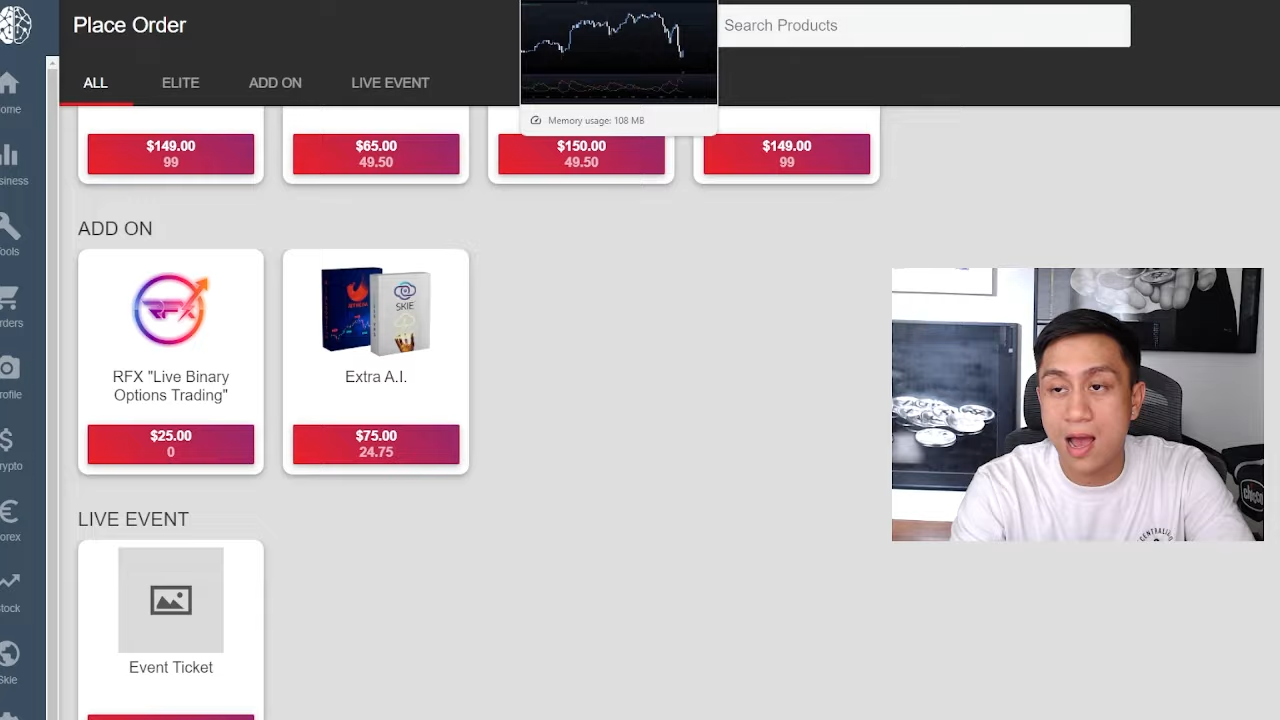 Place Order
Search Products
ALL
ELITE
ADD ON
LIVE EVENT
Memory usage: 108 MB
$149.00
99
$65.00
49.50
$150.00
49.50
$149.00
99
ome
siness
ools
rders
rofile
rypto
orex
tock
Skie
ADD ON
RFX
SKIE
RFX "Live Binary
Options Trading"
Extra A.I.
$25.00
0
$75.00
24.75
LIVE EVENT
Event Ticket